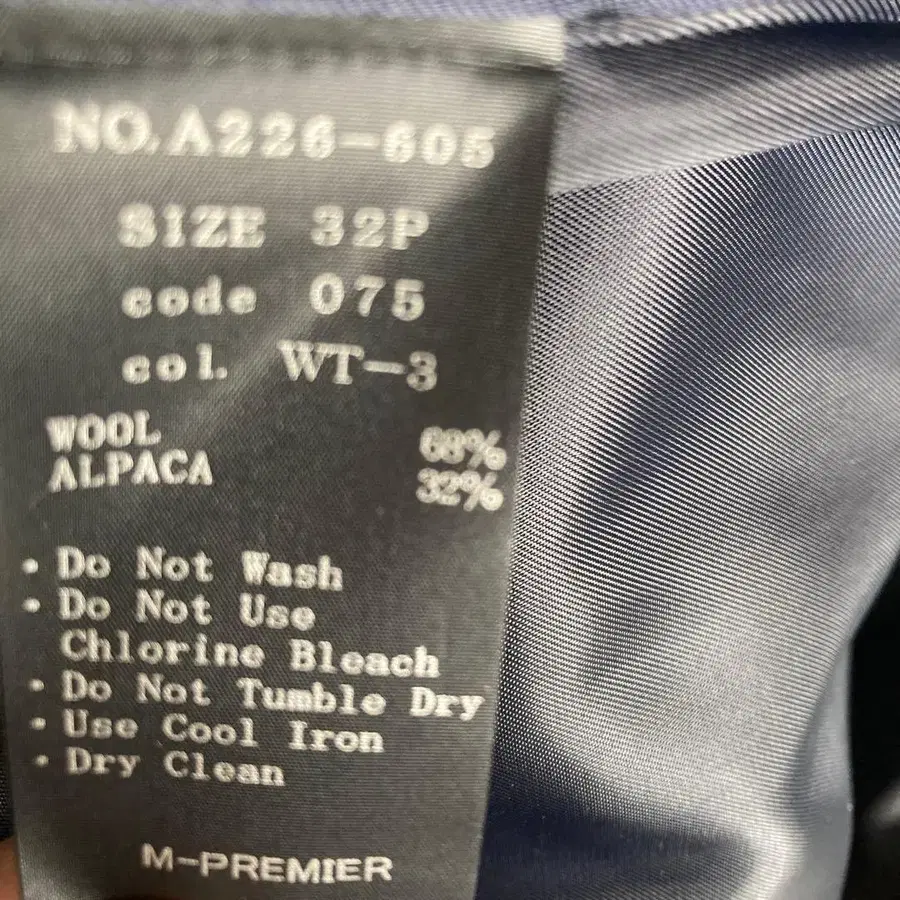 NO.A226-605
SIZE 32P
code 075
col. WT-3
WOOL 68%
ALPACA 32%
• Do Not Wash
• Do Not Use
Chlorine Bleach
• Do Not Tumble Dry
• Use Cool Iron
• Dry Clean
M-PREMIER